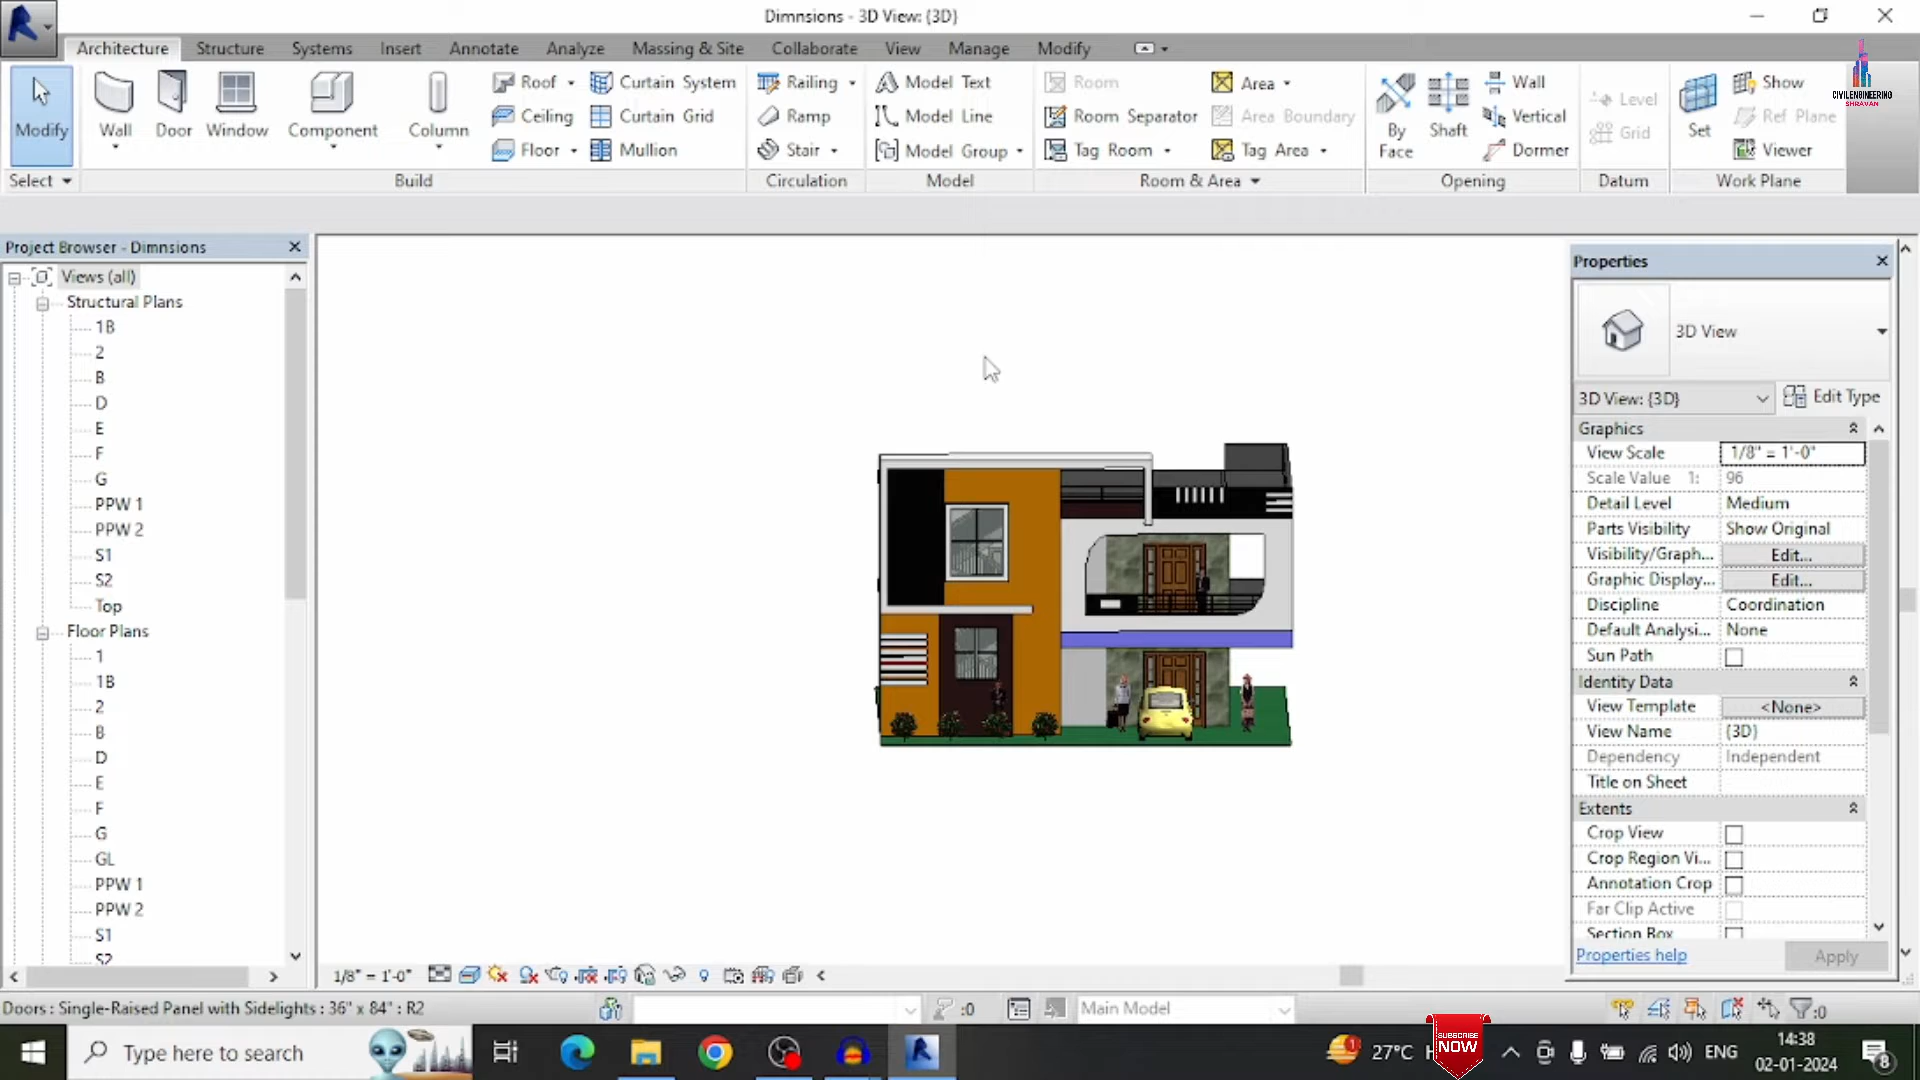 Dimnsions - 3D View: {3D}
Architecture Structure Systems Insert Annotate Analyze Massing & Site Collaborate View Manage Modify
Modify
Wall
Door
Window
Component
Column
Roof
Ceiling
Floor
Curtain System
Curtain Grid
Mullion
Railing
Ramp
Stair
Model Text
Model Line
Model Group
Room
Room Separator
Tag Room
Area
Area Boundary
Tag Area
By
Face
Shaft
Wall
Vertical
Dormer
Level
Grid
Set
Show
Ref Plane
Viewer
CIVILENGINEERING
SHRAVAN
Select Build Circulation Model Room & Area Opening Datum Work Plane
Project Browser - Dimnsions
Views (all)
Structural Plans
1B
2
B
D
E
F
G
PPW 1
PPW 2
S1
S2
Top
Floor Plans
1
1B
2
B
D
E
F
G
GL
PPW 1
PPW 2
S1
S2
Properties
3D View
3D View: {3D} Edit Type
Graphics
View Scale 1/8" = 1'-0"
Scale Value 1: 96
Detail Level Medium
Parts Visibility Show Original
Visibility/Graph... Edit...
Graphic Display... Edit...
Discipline Coordination
Default Analysi... None
Sun Path
Identity Data
View Template <None>
View Name {3D}
Dependency Independent
Title on Sheet
Extents
Crop View
Crop Region Vi...
Annotation Crop
Far Clip Active
Section Box
Properties help Apply
1/8" = 1'-0"
Doors : Single-Raised Panel with Sidelights : 36" x 84" : R2
:0
Main Model
:0
Type here to search
1
27°C H
SUBSCRIBE
NOW
ENG
14:38
02-01-2024
8